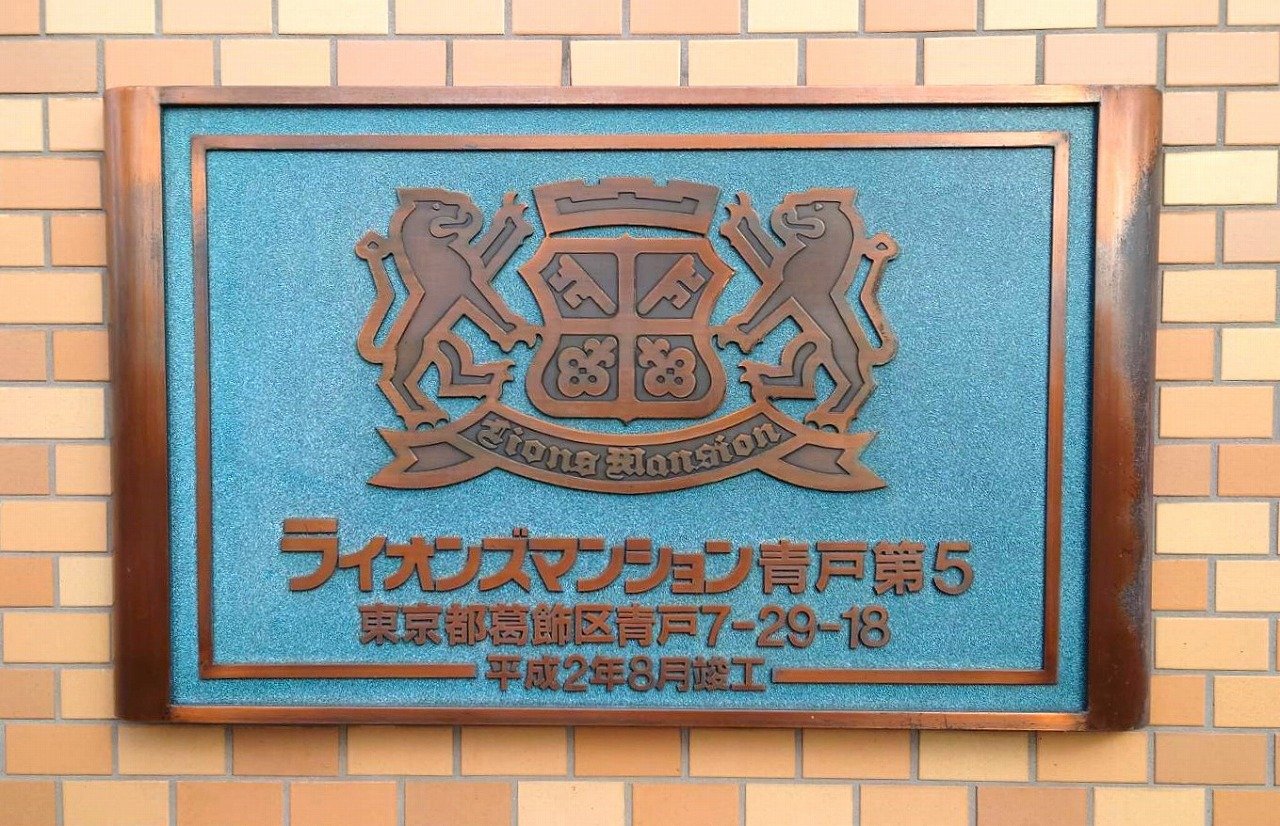 Lions Mansion
ライオンズマンション青戸第5
東京都葛飾区青戸7-29-18
平成2年8月竣工